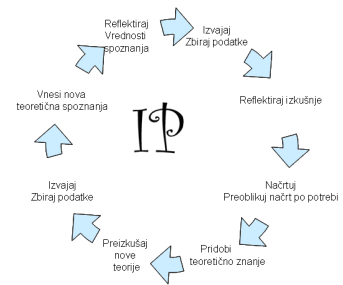 Reflektiraj
Vrednosti
spoznanja
Izvajaj
Zbiraj podatke
Reflektiraj izkušnje
Načrtuj
Preoblikuj načrt po potrebi
Pridobi
teoretično znanje
Preizkušaj
nove
teorije
Izvajaj
Zbiraj podatke
Vnesi nova
teoretična spoznanja
IP